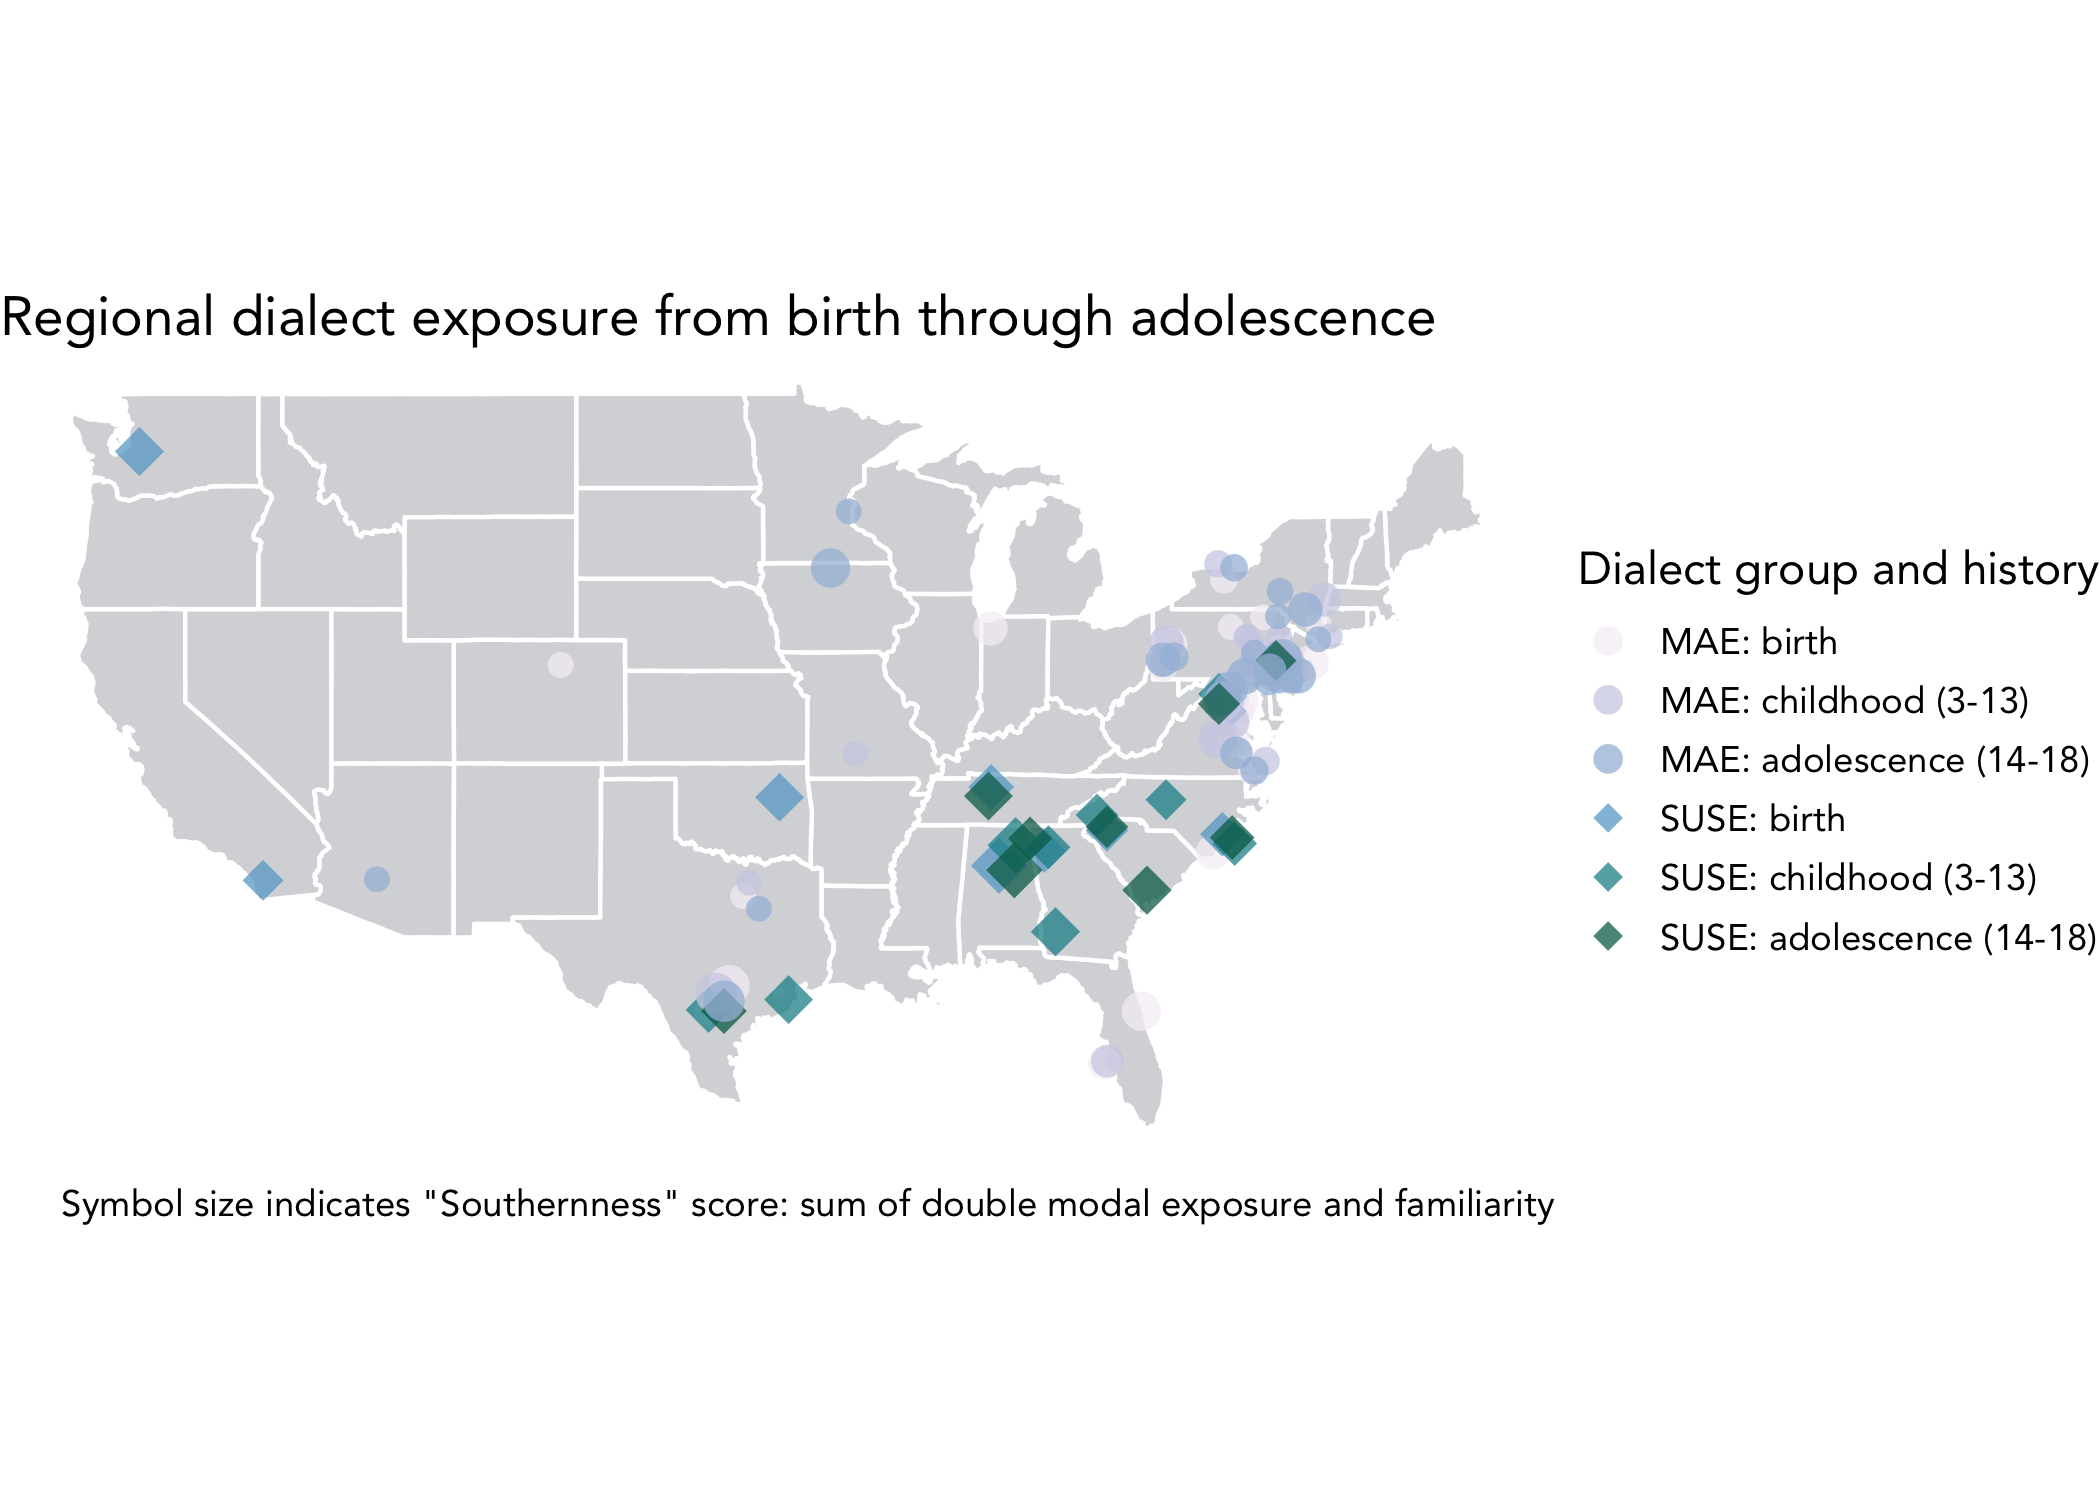 Regional dialect exposure from birth through adolescence
Dialect group and history
MAE: birth
MAE: childhood (3-13)
MAE: adolescence (14-18)
SUSE: birth
SUSE: childhood (3-13)
SUSE: adolescence (14-18)
Symbol size indicates "Southernness" score: sum of double modal exposure and familiarity